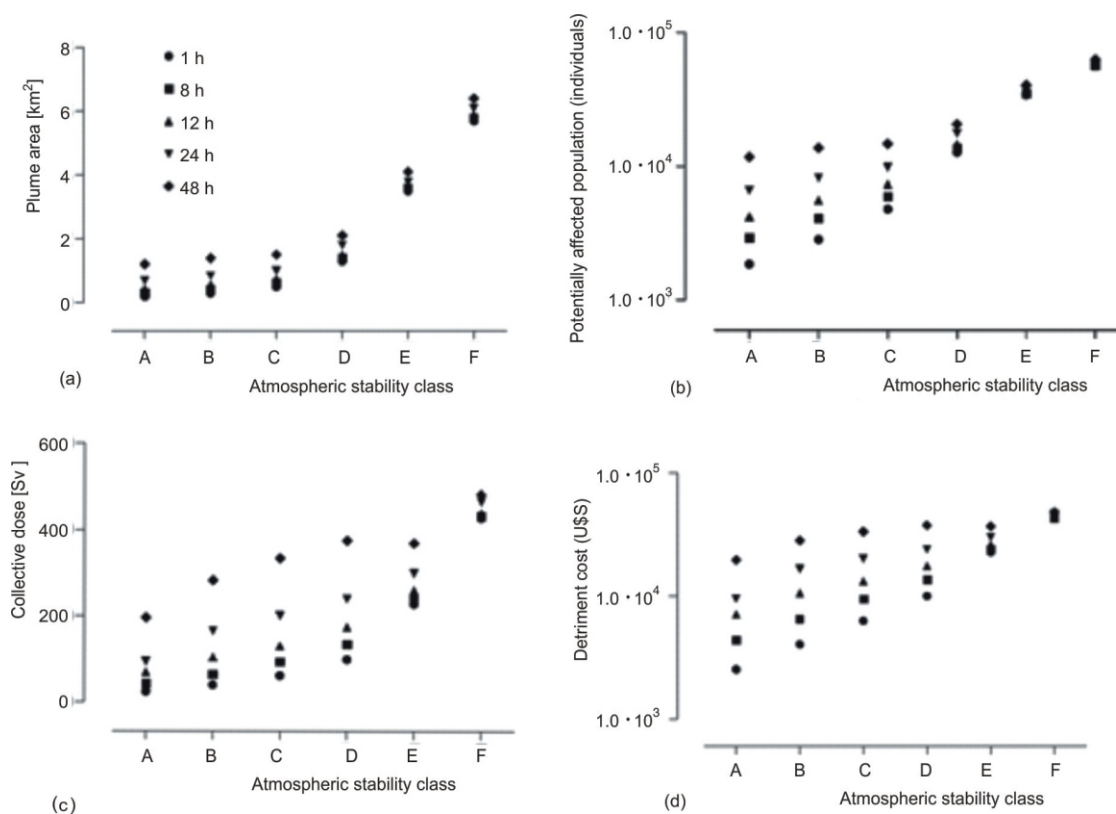 8
6
4
2
0
Plume area [km²]
1 h
8 h
12 h
24 h
48 h
A B C D E F
Atmospheric stability class
(a)
1.0 · 10⁵
1.0 · 10⁴
1.0 · 10³
Potentially affected population (individuals)
A B C D E F
Atmospheric stability class
(b)
600
400
200
0
Collective dose [Sv]
A B C D E F
Atmospheric stability class
(c)
1.0 · 10⁵
1.0 · 10⁴
1.0 · 10³
Detriment cost (U$S)
A B C D E F
Atmospheric stability class
(d)